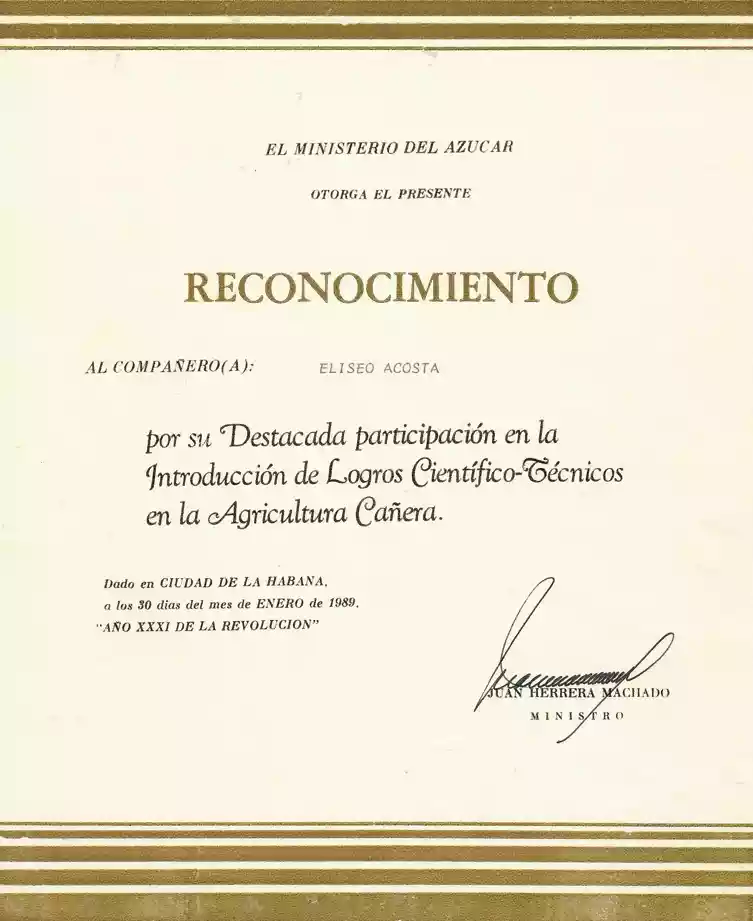 EL MINISTERIO DEL AZUCAR
OTORGA EL PRESENTE
RECONOCIMIENTO
AL COMPAÑERO(A): ELISEO ACOSTA
por su Destacada participación en la
Introducción de Logros Científico-Técnicos
en la Agricultura Cañera.
Dado en CIUDAD DE LA HABANA,
a los 30 dias del mes de ENERO de 1989,
"AÑO XXXI DE LA REVOLUCION"
JUAN HERRERA MACHADO
MINISTRO